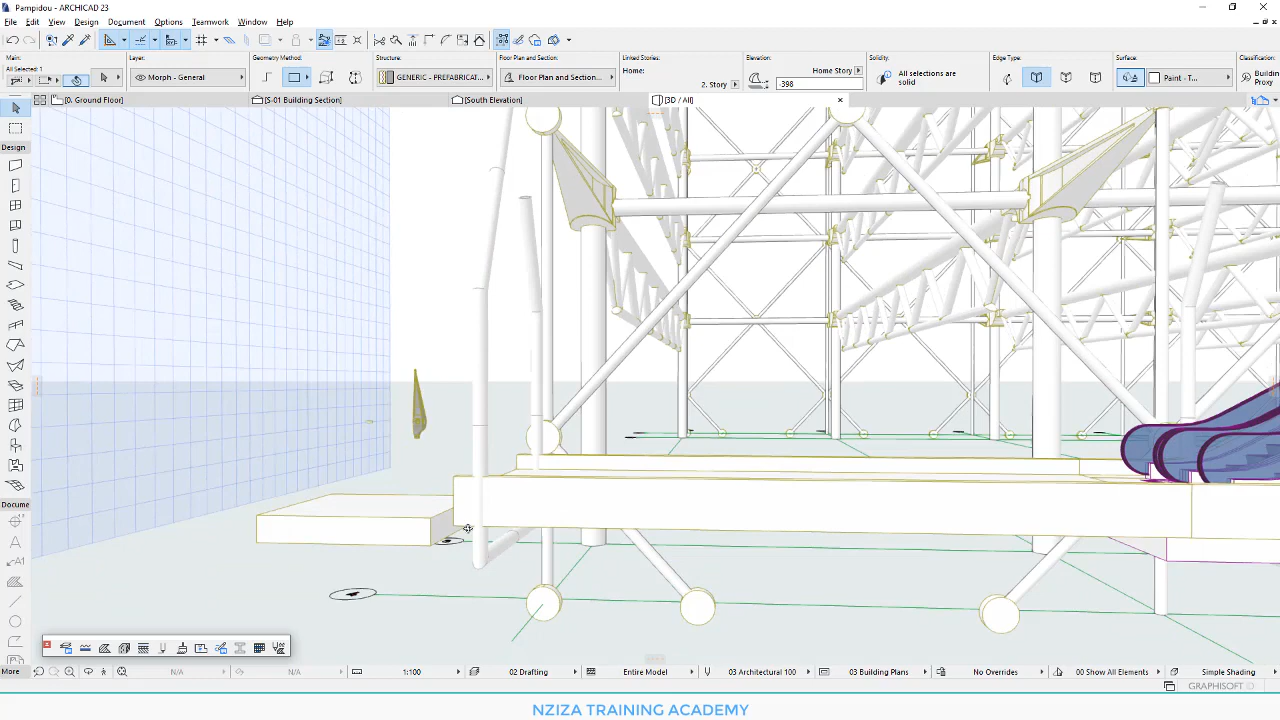 Pampidou - ARCHICAD 23
File Edit View Design Document Options Teamwork Window Help
Main: Layer: Geometry Method: Structure: Floor Plan and Section: Linked Stories: Elevation: Solidity: Edge Type: Surface: Classification:
All Selected: 1
Morph - General
GENERIC - PREFABRICAT...
Floor Plan and Section...
Home:
2. Story
Home Story
-398
All selections are
solid
Paint - T...
Building
Proxy
[0. Ground Floor]
[S-01 Building Section]
[South Elevation]
[3D / All]
Design
Docume
A
A1
More
N/A
N/A
1:100
02 Drafting
Entire Model
03 Architectural 100
03 Building Plans
No Overrides
00 Show All Elements
Simple Shading
GRAPHISOFT ID
NZIZA TRAINING ACADEMY